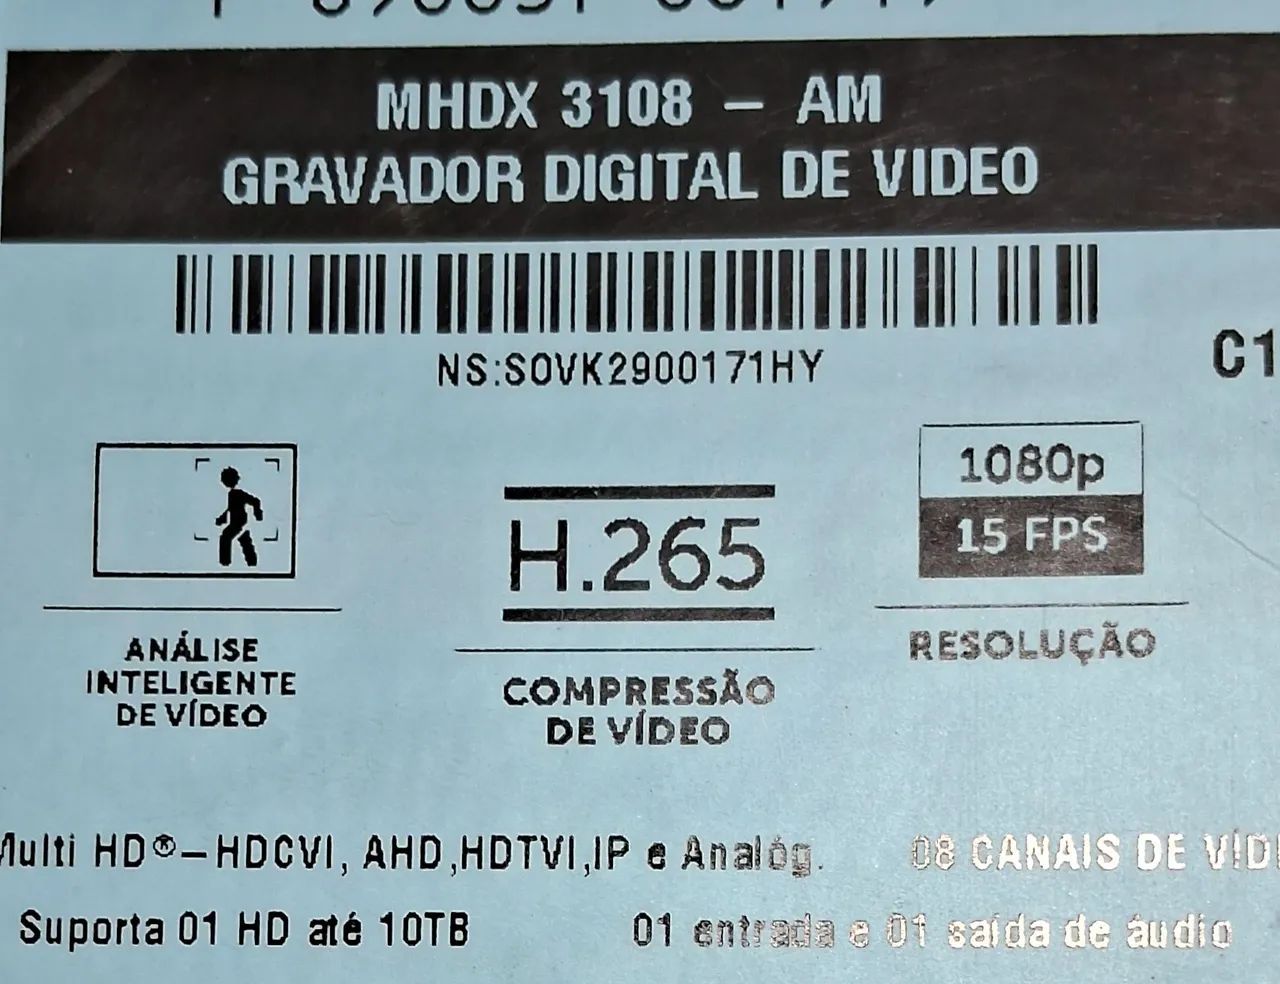 MHDX 3108 – AM
GRAVADOR DIGITAL DE VIDEO
NS:SOVK2900171HY
C1
1080p
15 FPS
H.265
RESOLUÇÃO
ANÁLISE
INTELIGENTE
DE VÍDEO
COMPRESSÃO
DE VÍDEO
Multi HD®–HDCVI, AHD,HDTVI,IP e Analóg. 08 CANAIS DE VÍD
Suporta 01 HD até 10TB 01 entrada e 01 saída de áudio